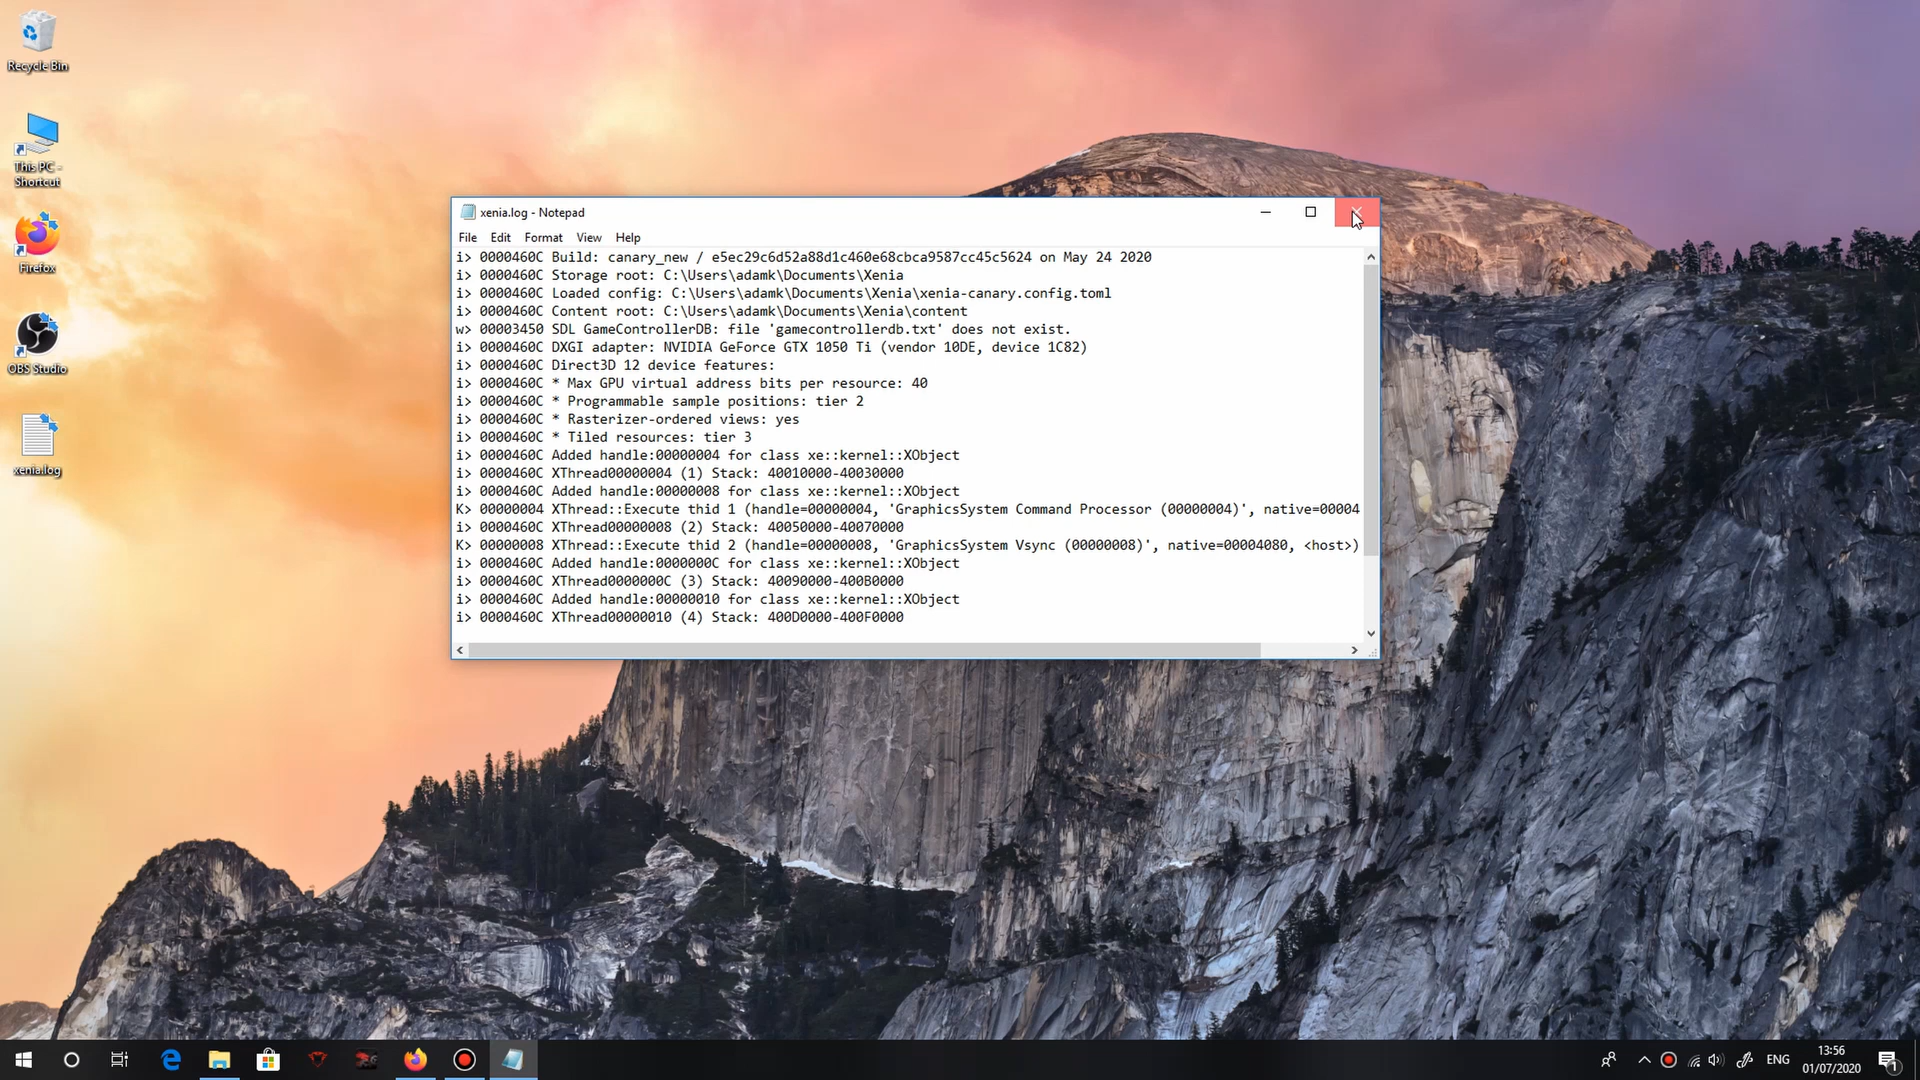 Recycle Bin
This PC -
Shortcut
Firefox
OBS Studio
xenia.log
xenia.log - Notepad
File Edit Format View Help
i> 0000460C Build: canary_new / e5ec29c6d52a88d1c460e68cbca9587cc45c5624 on May 24 2020
i> 0000460C Storage root: C:\Users\adamk\Documents\Xenia
i> 0000460C Loaded config: C:\Users\adamk\Documents\Xenia\xenia-canary.config.toml
i> 0000460C Content root: C:\Users\adamk\Documents\Xenia\content
w> 00003450 SDL GameControllerDB: file 'gamecontrollerdb.txt' does not exist.
i> 0000460C DXGI adapter: NVIDIA GeForce GTX 1050 Ti (vendor 10DE, device 1C82)
i> 0000460C Direct3D 12 device features:
i> 0000460C * Max GPU virtual address bits per resource: 40
i> 0000460C * Programmable sample positions: tier 2
i> 0000460C * Rasterizer-ordered views: yes
i> 0000460C * Tiled resources: tier 3
i> 0000460C Added handle:00000004 for class xe::kernel::XObject
i> 0000460C XThread00000004 (1) Stack: 40010000-40030000
i> 0000460C Added handle:00000008 for class xe::kernel::XObject
K> 00000004 XThread::Execute thid 1 (handle=00000004, 'GraphicsSystem Command Processor (00000004)', native=00004
i> 0000460C XThread00000008 (2) Stack: 40050000-40070000
K> 00000008 XThread::Execute thid 2 (handle=00000008, 'GraphicsSystem Vsync (00000008)', native=00004080, <host>)
i> 0000460C Added handle:0000000C for class xe::kernel::XObject
i> 0000460C XThread0000000C (3) Stack: 40090000-400B0000
i> 0000460C Added handle:00000010 for class xe::kernel::XObject
i> 0000460C XThread00000010 (4) Stack: 400D0000-400F0000
ENG
13:56
01/07/2020
1